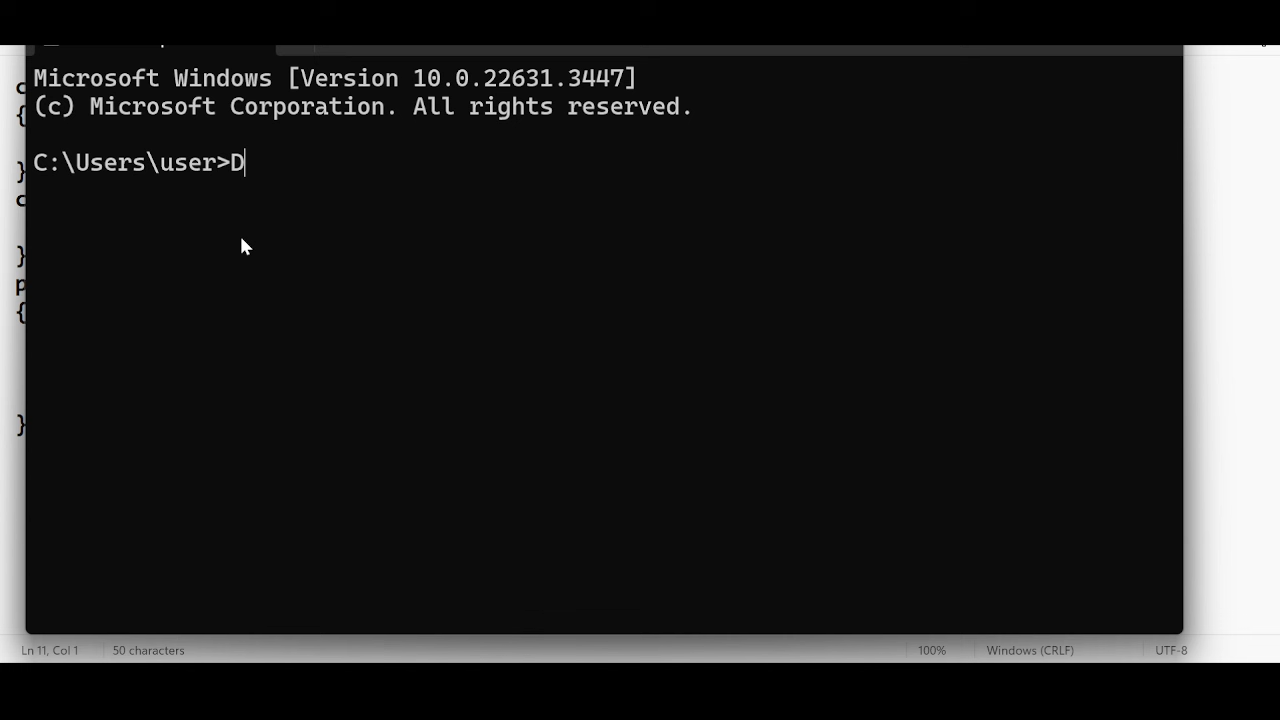 Microsoft Windows [Version 10.0.22631.3447]
(c) Microsoft Corporation. All rights reserved.
C:\Users\user>D
c
{
}
c
}
p
{
}
Ln 11, Col 1
50 characters
100%
Windows (CRLF)
UTF-8